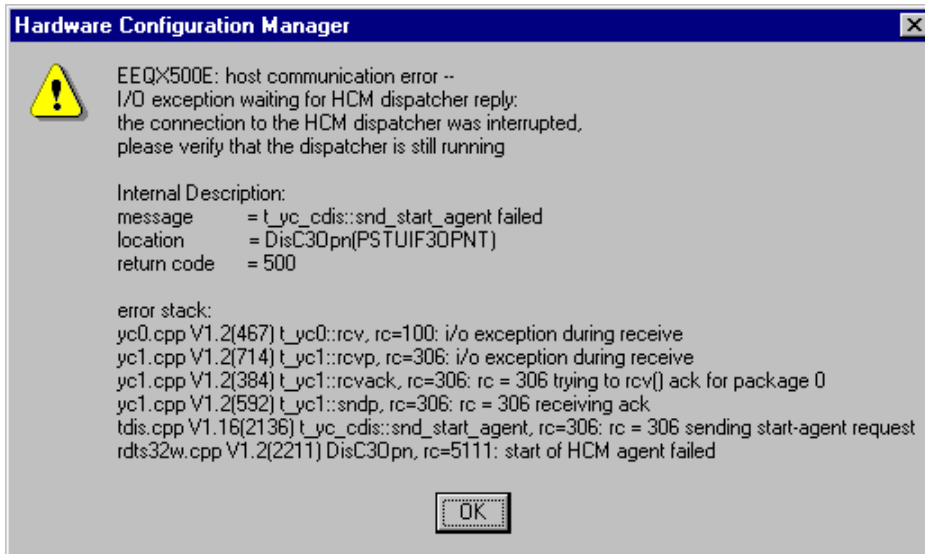 Hardware Configuration Manager
EEQX500E: host communication error --
I/O exception waiting for HCM dispatcher reply:
the connection to the HCM dispatcher was interrupted,
please verify that the dispatcher is still running
Internal Description:
message = t_yc_cdis::snd_start_agent failed
location = DisC3Opn(PSTUIF3OPNT)
return code = 500
error stack:
yc0.cpp V1.2(467) t_yc0::rcv, rc=100: i/o exception during receive
yc1.cpp V1.2(714) t_yc1::rcvp, rc=306: i/o exception during receive
yc1.cpp V1.2(384) t_yc1::rcvack, rc=306: rc = 306 trying to rcv() ack for package 0
yc1.cpp V1.2(592) t_yc1::sndp, rc=306: rc = 306 receiving ack
tdis.cpp V1.16(2136) t_yc_cdis::snd_start_agent, rc=306: rc = 306 sending start-agent request
rdts32w.cpp V1.2(2211) DisC3Opn, rc=5111: start of HCM agent failed
OK